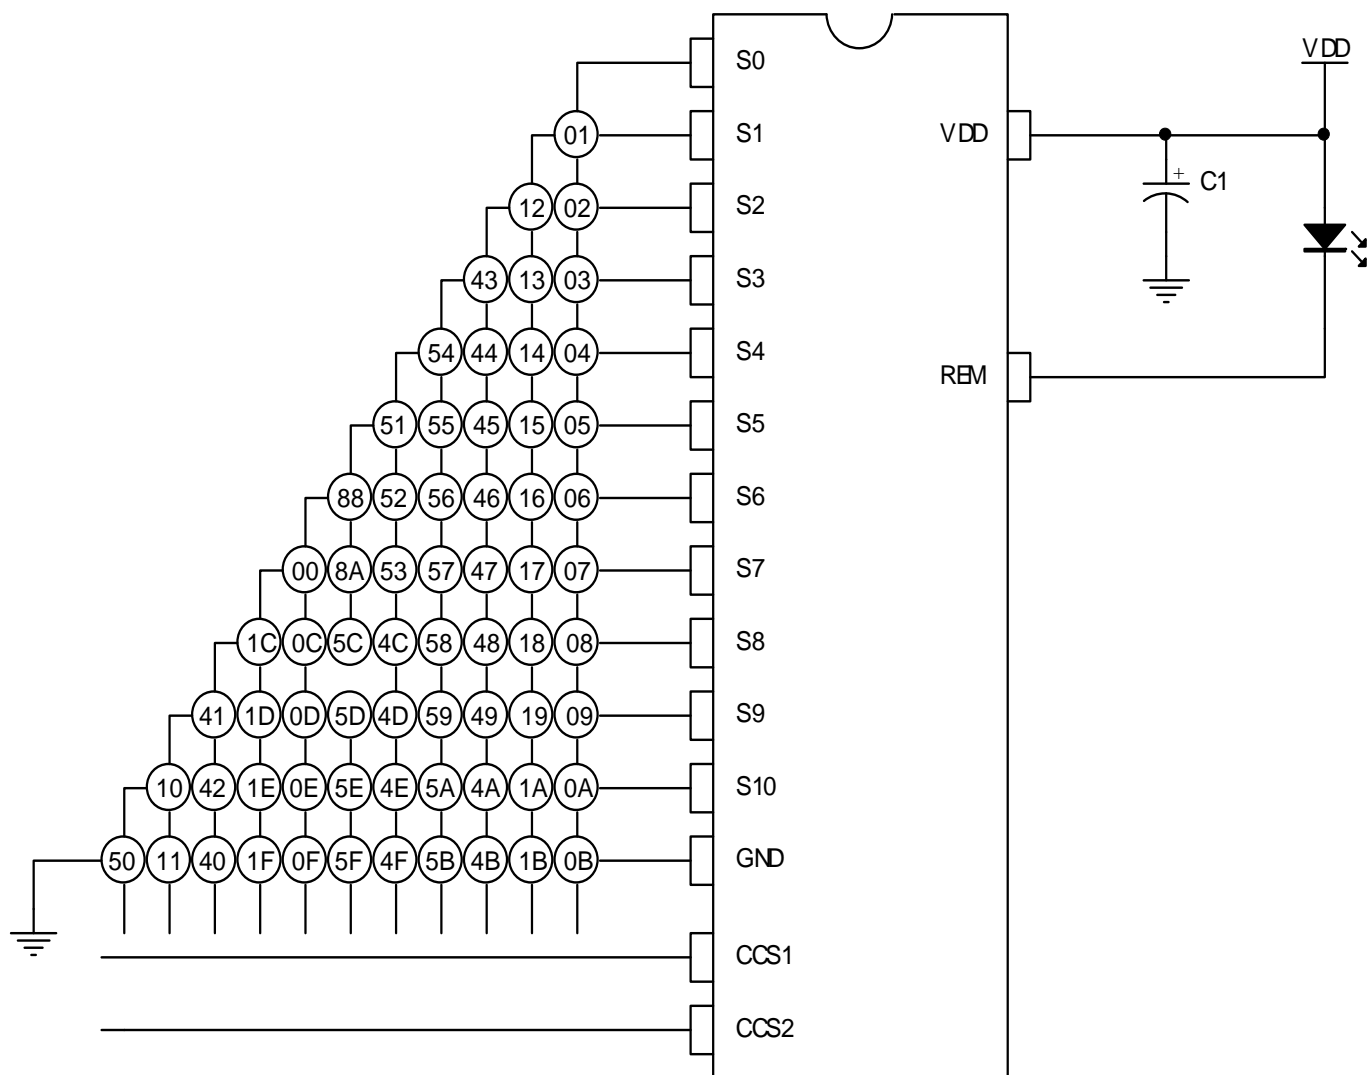 S0
VDD
01 S1 VDD
12 02 S2
+ C1
43 13 03 S3
54 44 14 04 S4
REM
51 55 45 15 05 S5
88 52 56 46 16 06 S6
00 8A 53 57 47 17 07 S7
1C 0C 5C 4C 58 48 18 08 S8
41 1D 0D 5D 4D 59 49 19 09 S9
10 42 1E 0E 5E 4E 5A 4A 1A 0A S10
50 11 40 1F 0F 5F 4F 5B 4B 1B 0B GND
CCS1
CCS2